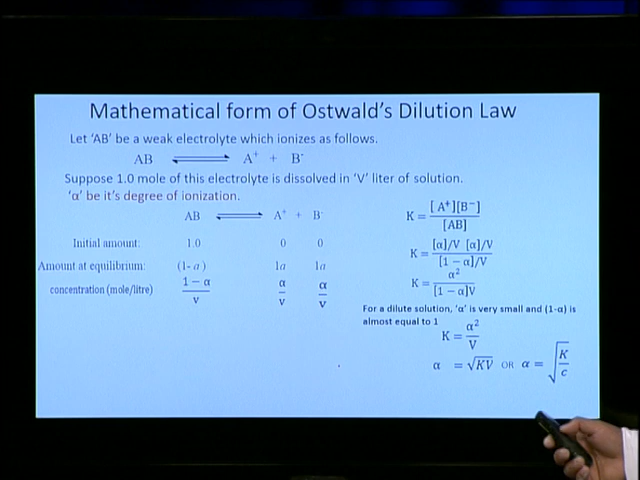 Mathematical form of Ostwald's Dilution Law
Let 'AB' be a weak electrolyte which ionizes as follows.
AB ⇌ A⁺ + B⁻
Suppose 1.0 mole of this electrolyte is dissolved in 'V' liter of solution.
'α' be it's degree of ionization.
AB ⇌ A⁺ + B⁻
Initial amount: 1.0 0 0
Amount at equilibrium: (1-α) 1α 1α
concentration (mole/litre) (1 − α)/v α/v α/v
K = [A⁺][B⁻]/[AB]
K = [α]/V [α]/V / [1 − α]/V
K = α²/[1 − α]V
For a dilute solution, 'α' is very small and (1-α) is
almost equal to 1
K = α²/V
α = √KV OR α = √(K/c)